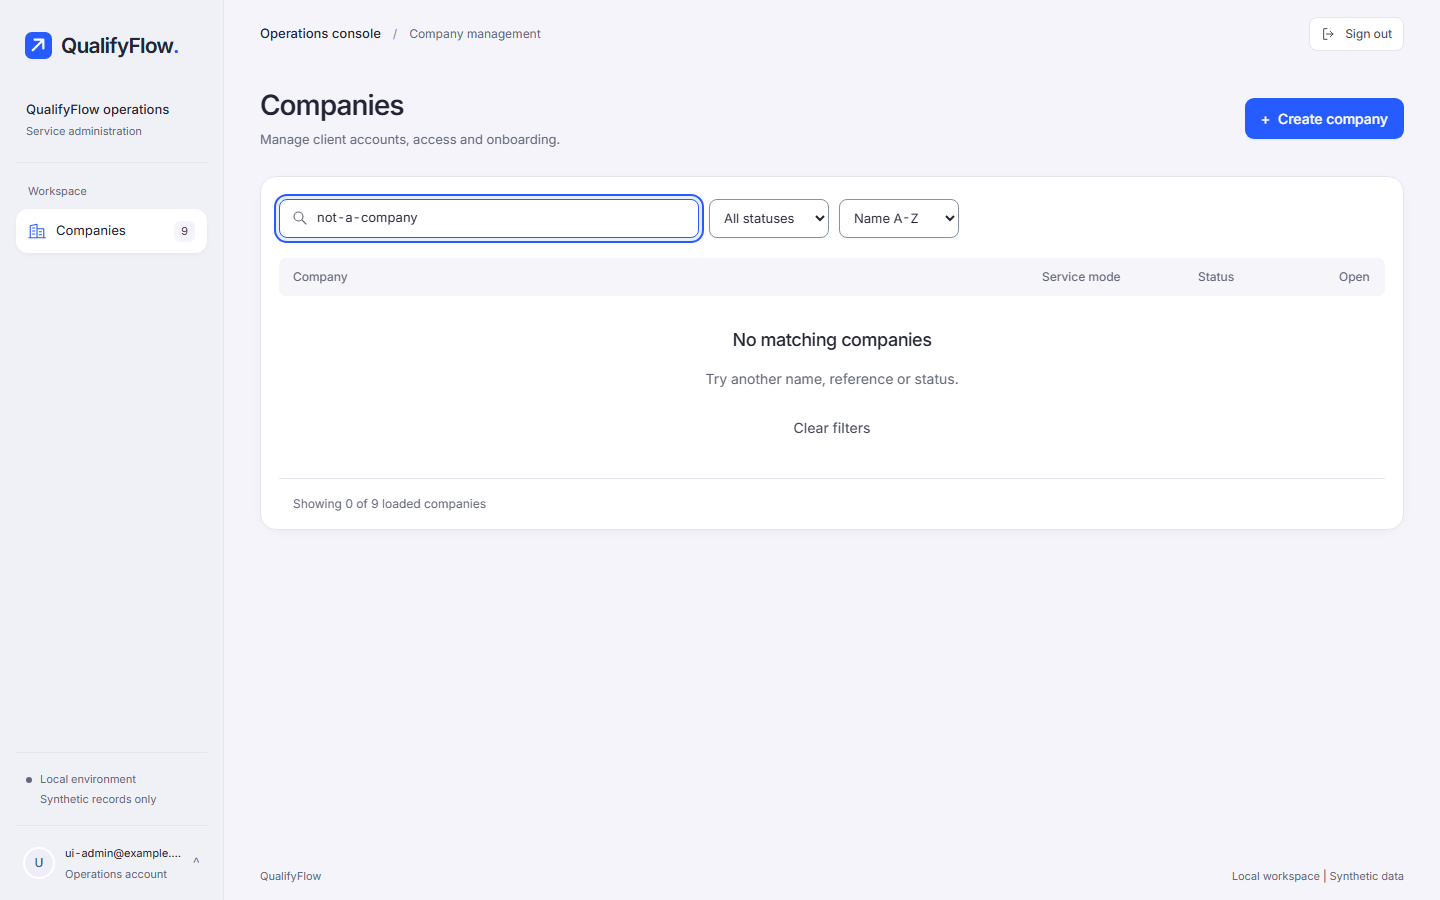 QualifyFlow.
QualifyFlow operations
Service administration
Workspace
Companies 9
Local environment
Synthetic records only
U
ui-admin@example....
Operations account
^
Operations console / Company management
Sign out
Companies
Manage client accounts, access and onboarding.
+ Create company
not-a-company
All statuses
Name A-Z
Company Service mode Status Open
No matching companies
Try another name, reference or status.
Clear filters
Showing 0 of 9 loaded companies
QualifyFlow
Local workspace | Synthetic data